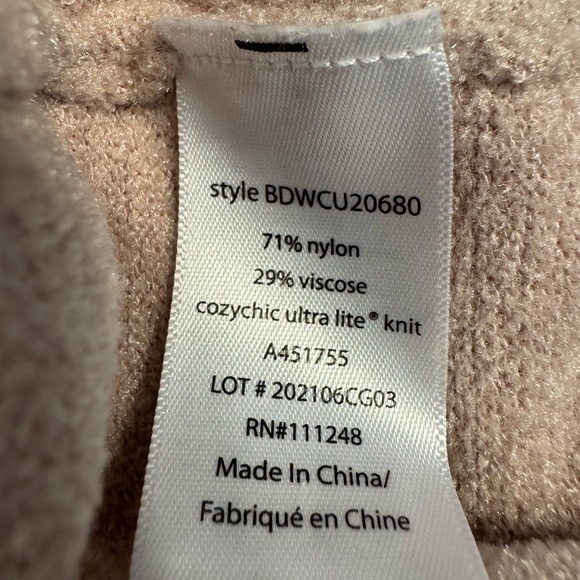 style BDWCU20680
71% nylon
29% viscose
cozychic ultra lite® knit
A451755
LOT # 202106CG03
RN#111248
Made In China/
Fabriqué en Chine